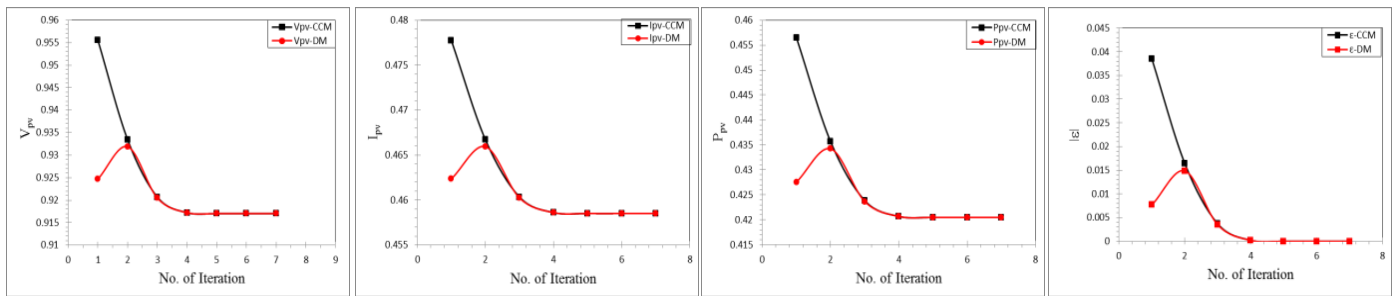 0.96
0.955
0.95
0.945
0.94
0.935
0.93
0.925
0.92
0.915
0.91
V_pv
0 1 2 3 4 5 6 7 8 9
No. of Iteration
Vpv-CCM
Vpv-DM
0.48
0.475
0.47
0.465
0.46
0.455
I_pv
0 2 4 6 8
No. of Iteration
Ipv-CCM
Ipv-DM
0.46
0.455
0.45
0.445
0.44
0.435
0.43
0.425
0.42
0.415
P_pv
0 2 4 6 8
No. of Iteration
Ppv-CCM
Ppv-DM
0.045
0.04
0.035
0.03
0.025
0.02
0.015
0.01
0.005
0
|ε|
0 2 4 6 8
No. of Iteration
ε-CCM
ε-DM